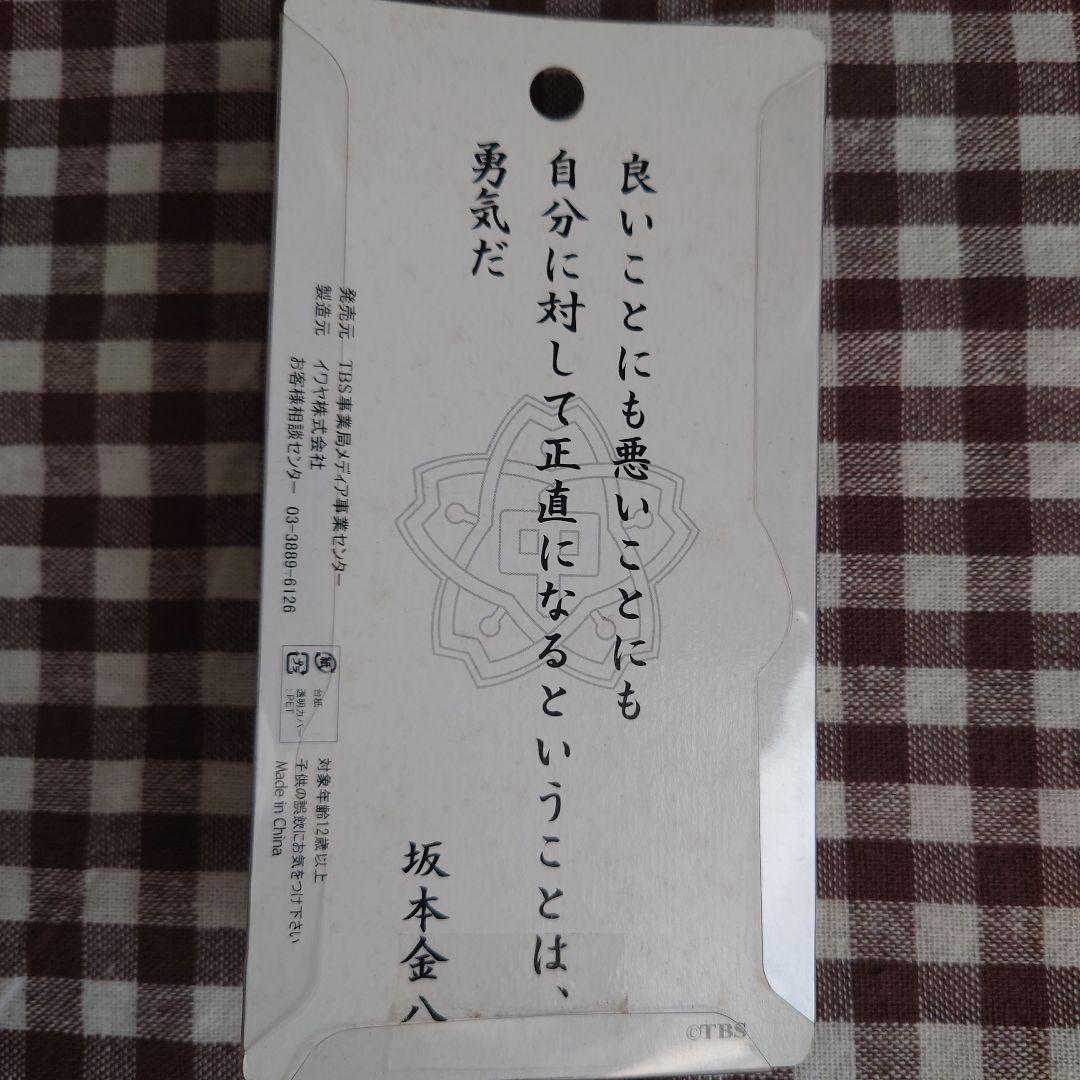 良いことにも悪いことにも
自分に対して正直になるということは、
勇気だ
坂本金八
発売元 TBS事業局メディア事業センター
製造元 イワヤ株式会社
お客様相談センター 03-3889-6126
紙
台紙
プラ
透明カバー
:PET
対象年齢12歳以上
子供の誤飲にお気をつけ下さい
Made in China
中
©TBS